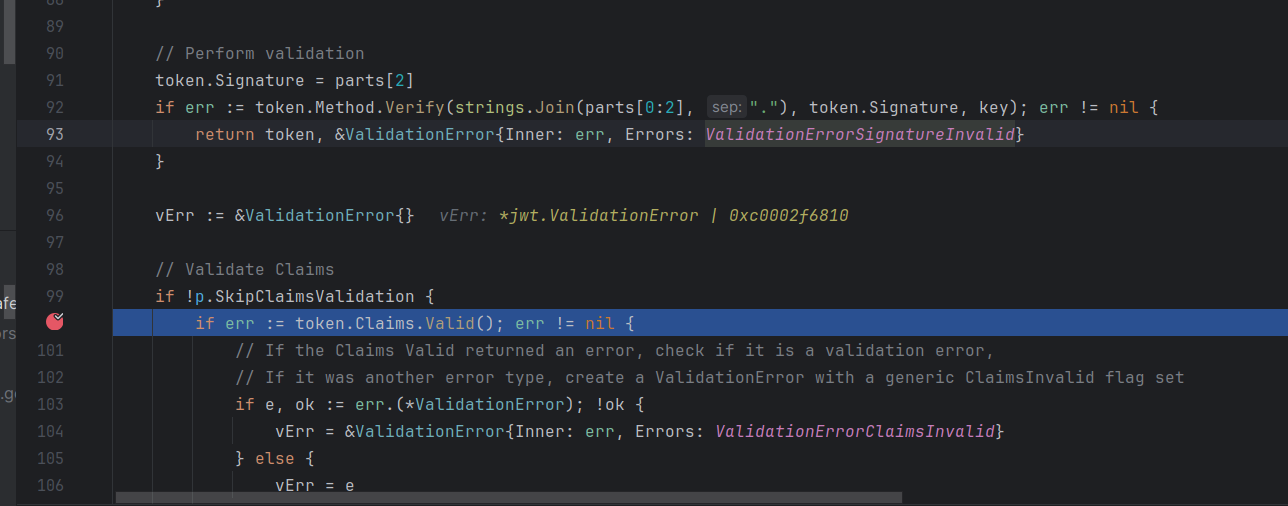 89
90 // Perform validation
91 token.Signature = parts[2]
92 if err := token.Method.Verify(strings.Join(parts[0:2], sep: "."), token.Signature, key); err != nil {
93 return token, &ValidationError{Inner: err, Errors: ValidationErrorSignatureInvalid}
94 }
95
96 vErr := &ValidationError{} vErr: *jwt.ValidationError | 0xc0002f6810
97
98 // Validate Claims
99 if !p.SkipClaimsValidation {
if err := token.Claims.Valid(); err != nil {
101 // If the Claims Valid returned an error, check if it is a validation error,
102 // If it was another error type, create a ValidationError with a generic ClaimsInvalid flag set
103 if e, ok := err.(*ValidationError); !ok {
104 vErr = &ValidationError{Inner: err, Errors: ValidationErrorClaimsInvalid}
105 } else {
106 vErr = e